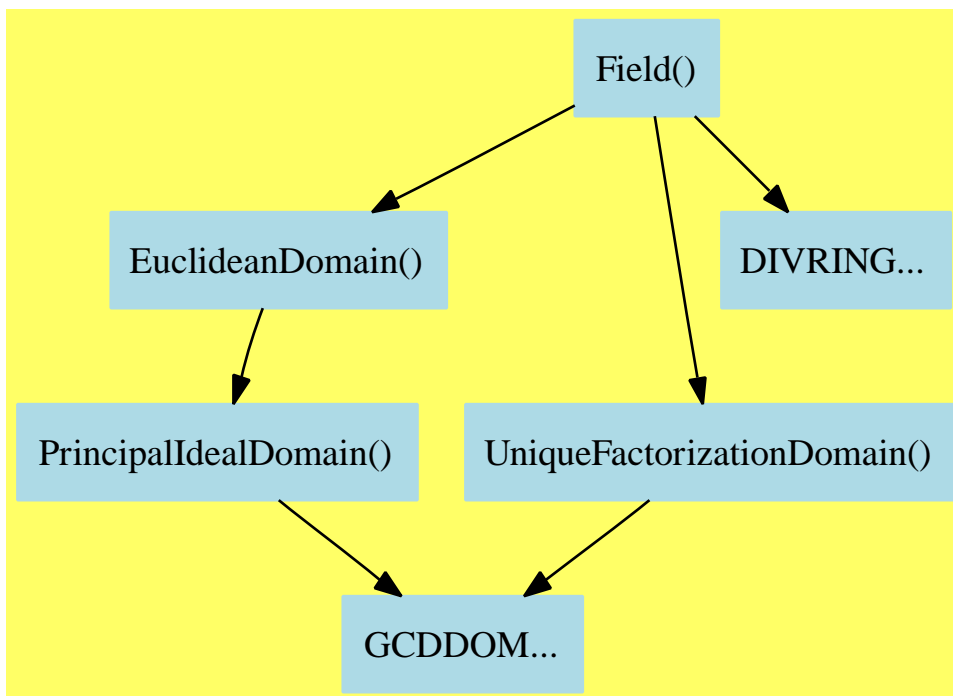 Field()
EuclideanDomain()
DIVRING...
PrincipalIdealDomain()
UniqueFactorizationDomain()
GCDDOM...